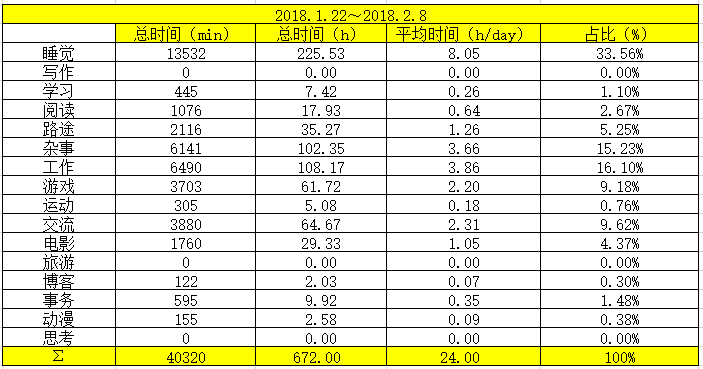 2018.1.22～2018.2.8
总时间（min） 总时间（h） 平均时间（h/day） 占比（%）
睡觉 13532 225.53 8.05 33.56%
写作 0 0.00 0.00 0.00%
学习 445 7.42 0.26 1.10%
阅读 1076 17.93 0.64 2.67%
路途 2116 35.27 1.26 5.25%
杂事 6141 102.35 3.66 15.23%
工作 6490 108.17 3.86 16.10%
游戏 3703 61.72 2.20 9.18%
运动 305 5.08 0.18 0.76%
交流 3880 64.67 2.31 9.62%
电影 1760 29.33 1.05 4.37%
旅游 0 0.00 0.00 0.00%
博客 122 2.03 0.07 0.30%
事务 595 9.92 0.35 1.48%
动漫 155 2.58 0.09 0.38%
思考 0 0.00 0.00 0.00%
Σ 40320 672.00 24.00 100%